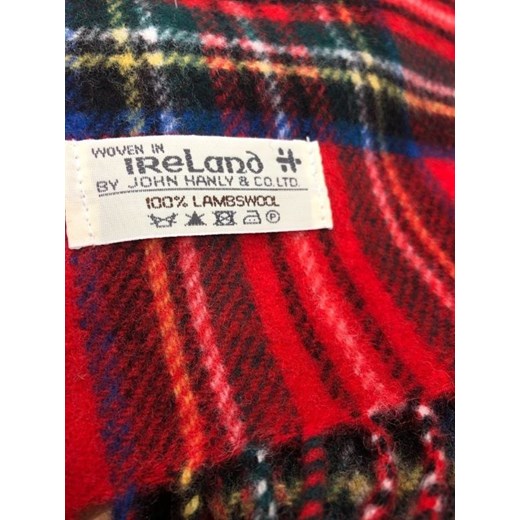 WOVEN IN
IReLand H
BY JOHN HANLY & CO. LTD.
100% LAMBSWOOL
P